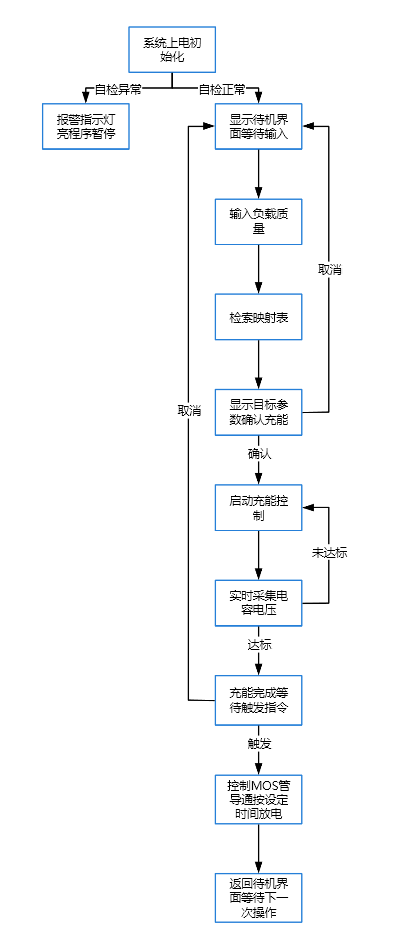 系统上电初
始化
自检异常
自检正常
报警指示灯
亮程序暂停
显示待机界
面等待输入
输入负载质
量
取消
检索映射表
显示目标参
数确认充能
取消
确认
启动充能控
制
未达标
实时采集电
容电压
达标
充能完成等
待触发指令
触发
控制MOS管
导通按设定
时间放电
返回待机界
面等待下一
次操作